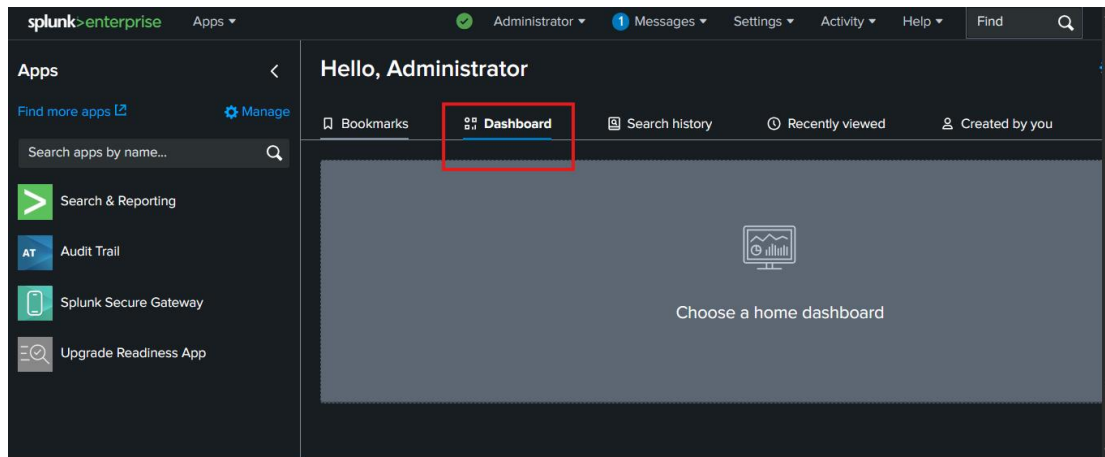 splunk>enterprise Apps Administrator 1 Messages Settings Activity Help Find
Apps
Find more apps Manage
Search apps by name...
Search & Reporting
AT Audit Trail
Splunk Secure Gateway
Upgrade Readiness App
Hello, Administrator
Bookmarks Dashboard Search history Recently viewed Created by you
Choose a home dashboard